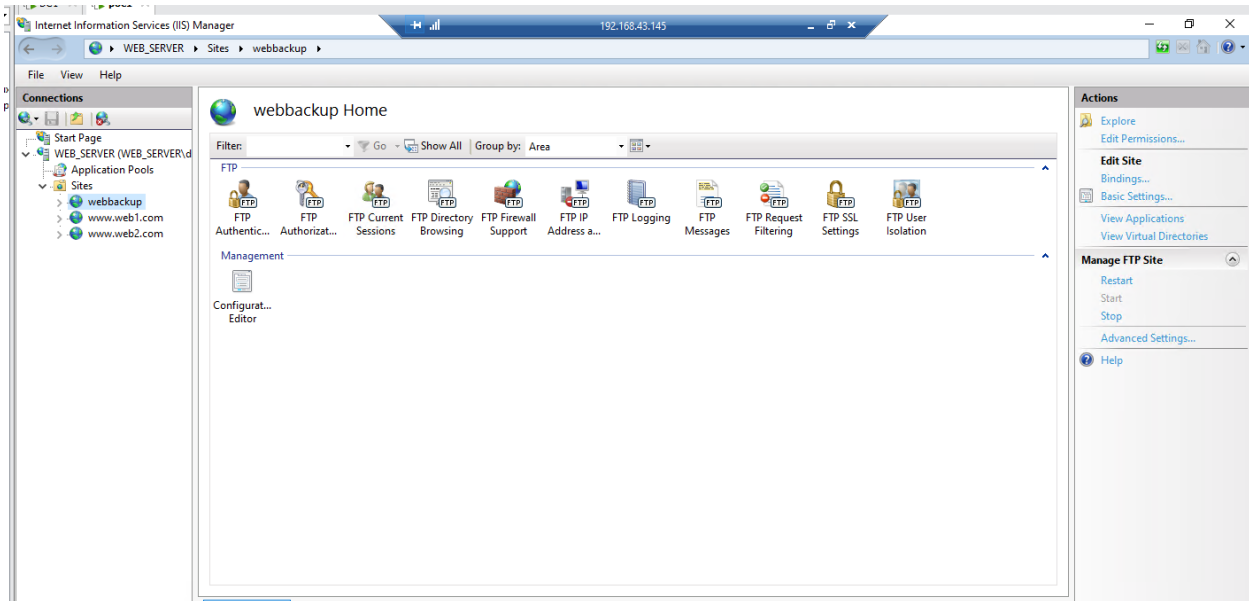 Internet Information Services (IIS) Manager
192.168.43.145
WEB_SERVER Sites webbackup
File View Help
Connections
Start Page
WEB_SERVER (WEB_SERVER\d
Application Pools
Sites
webbackup
www.web1.com
www.web2.com
webbackup Home
Filter: Go Show All Group by: Area
FTP
FTP Authentic...
FTP Authorizat...
FTP Current Sessions
FTP Directory Browsing
FTP Firewall Support
FTP IP Address a...
FTP Logging
FTP Messages
FTP Request Filtering
FTP SSL Settings
FTP User Isolation
Management
Configurat...
Editor
Actions
Explore
Edit Permissions...
Edit Site
Bindings...
Basic Settings...
View Applications
View Virtual Directories
Manage FTP Site
Restart
Start
Stop
Advanced Settings...
Help